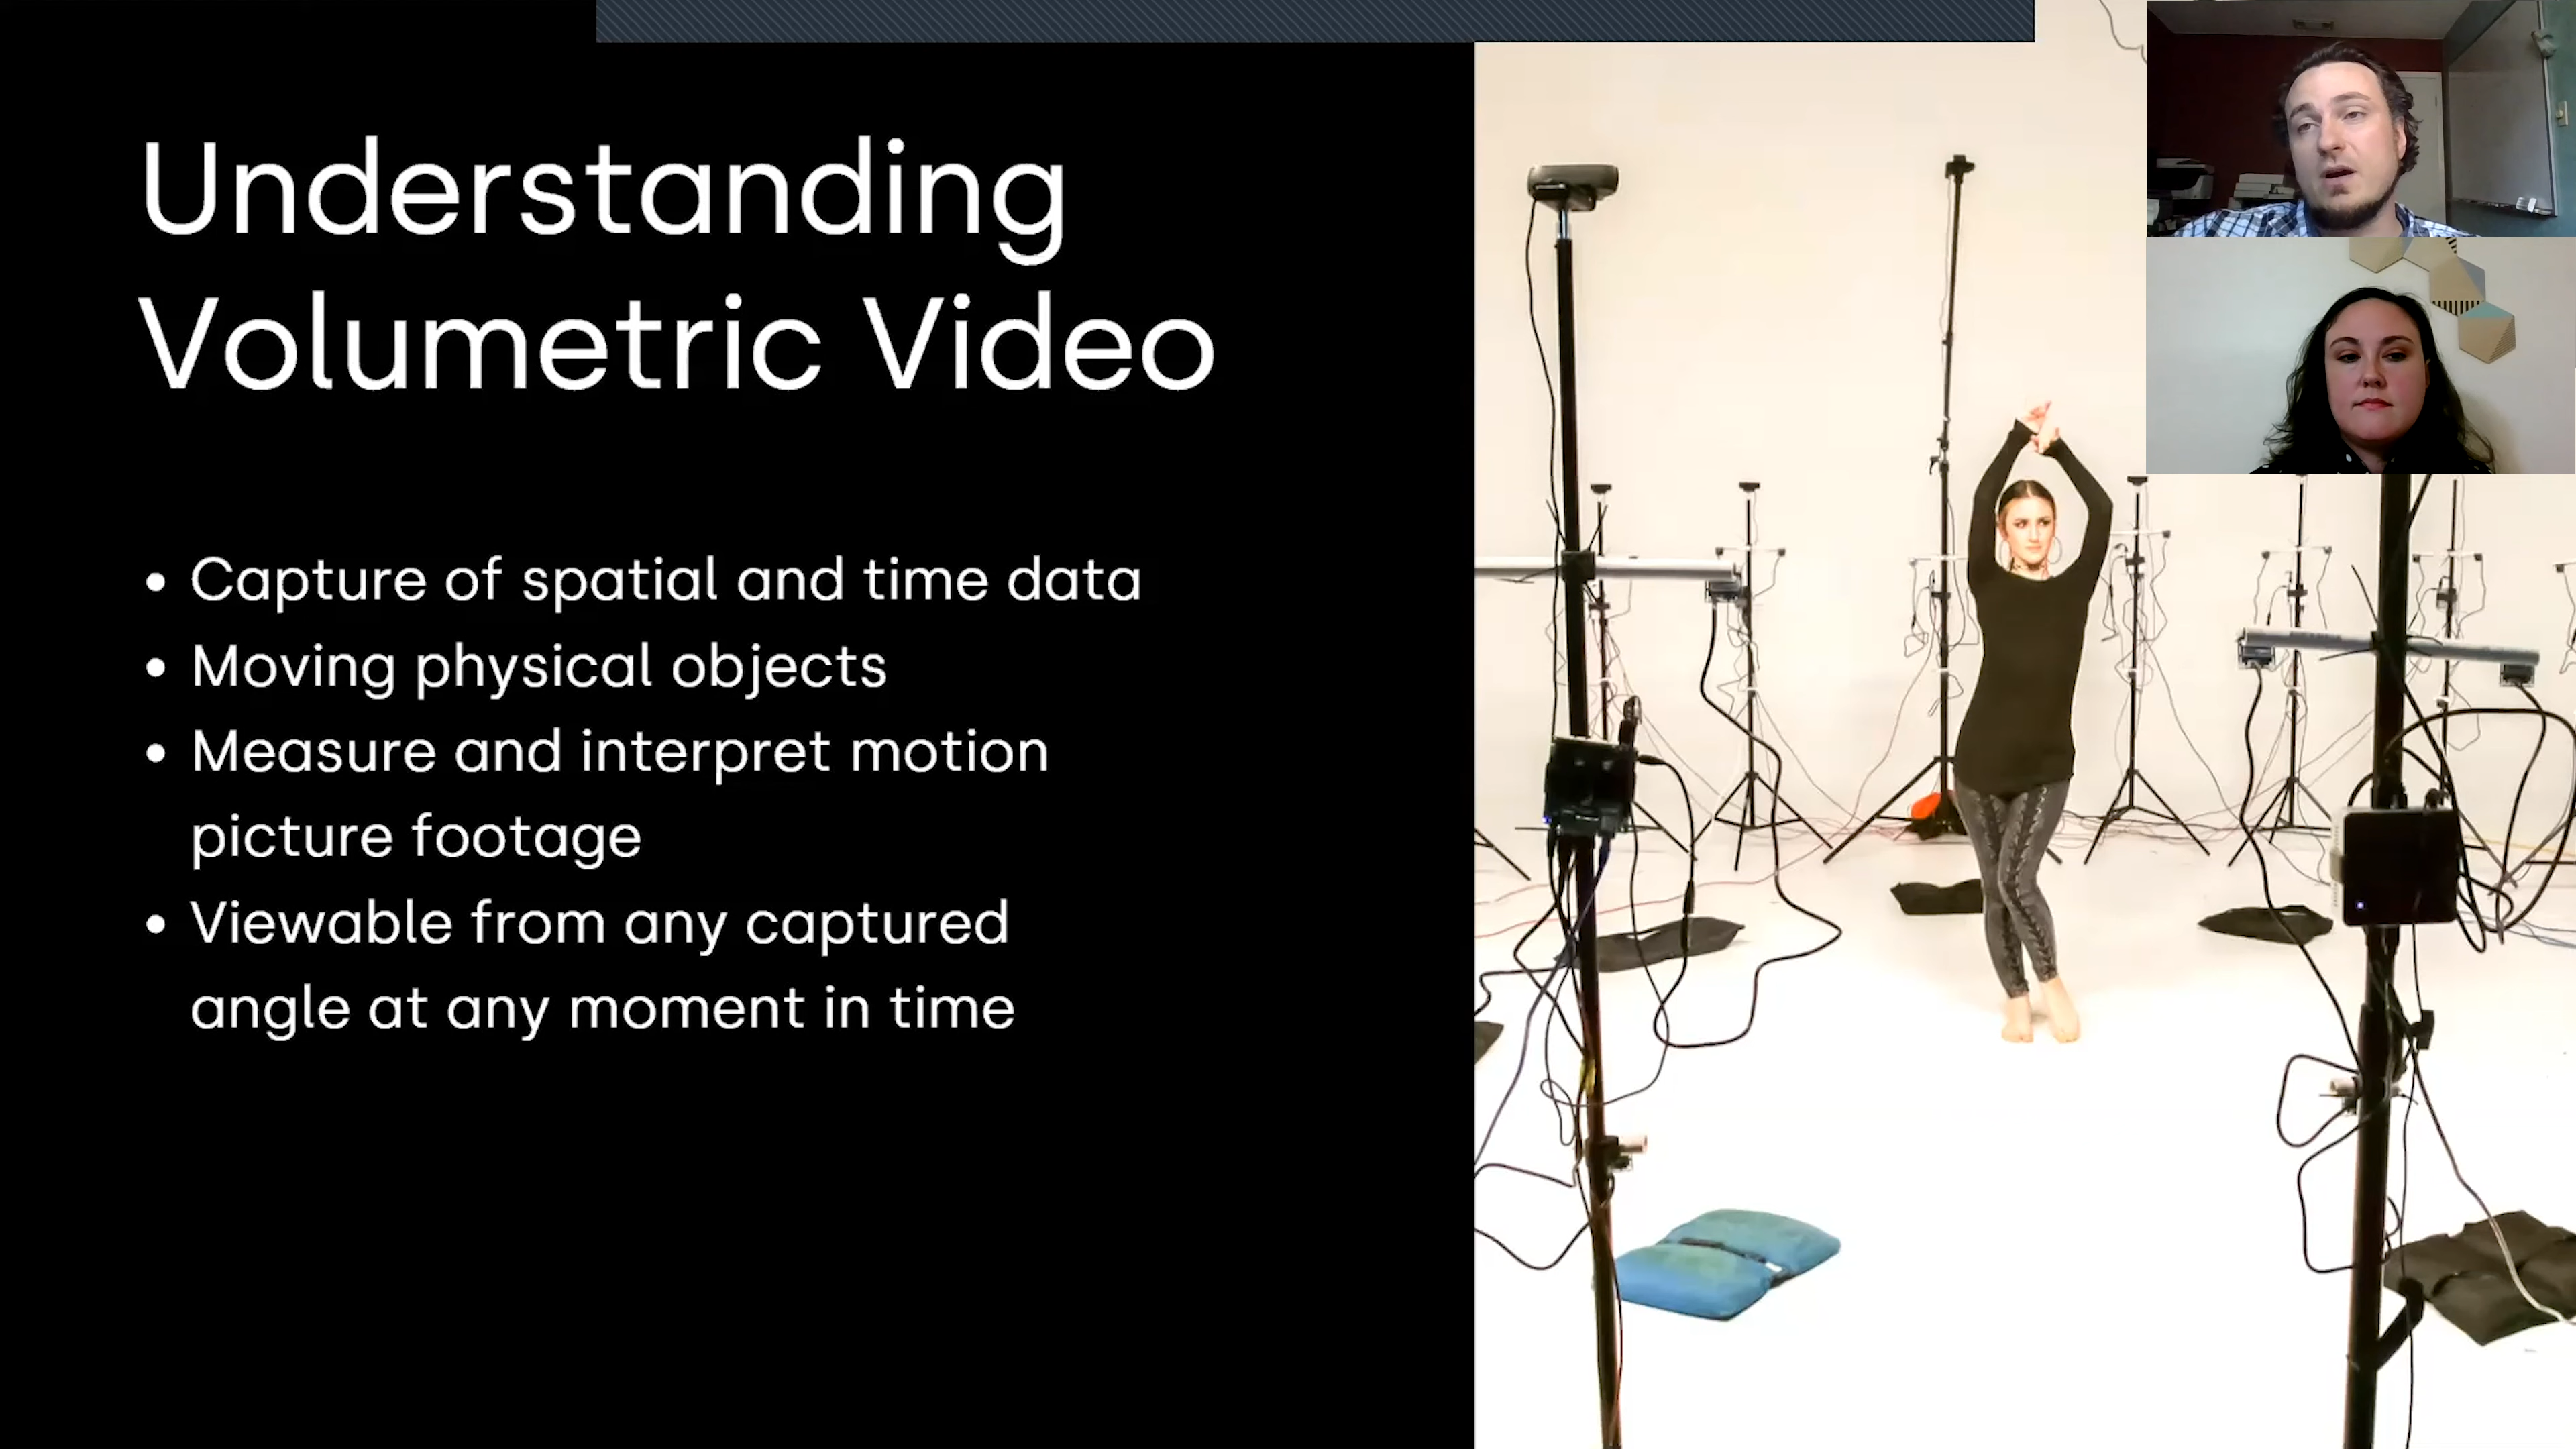 Understanding
Volumetric Video
• Capture of spatial and time data
• Moving physical objects
• Measure and interpret motion
picture footage
• Viewable from any captured
angle at any moment in time